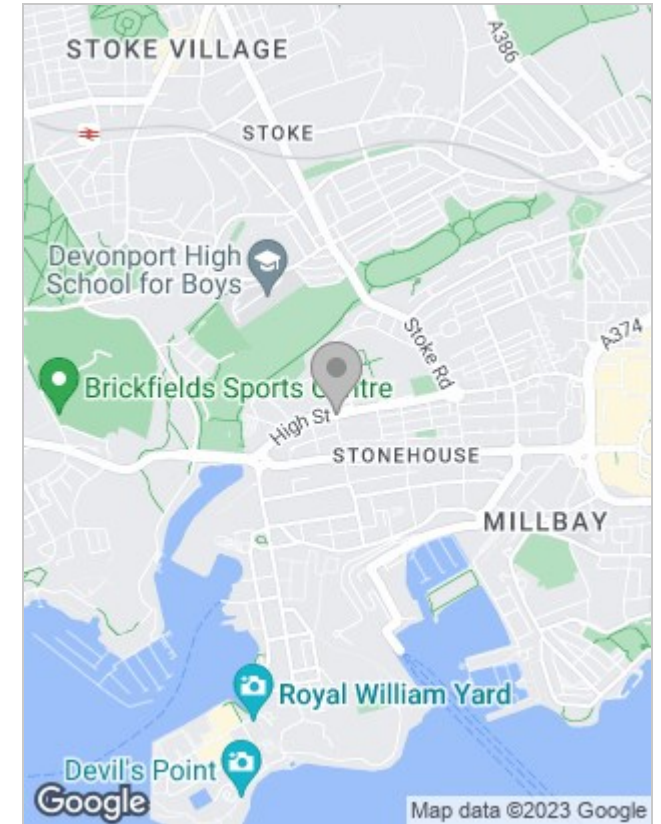 STOKE VILLAGE
A386
STOKE
Devonport High
School for Boys
A374
Stoke Rd
Brickfields Sports Centre
High St
STONEHOUSE
MILLBAY
Royal William Yard
Devil's Point
Google
Map data ©2023 Google